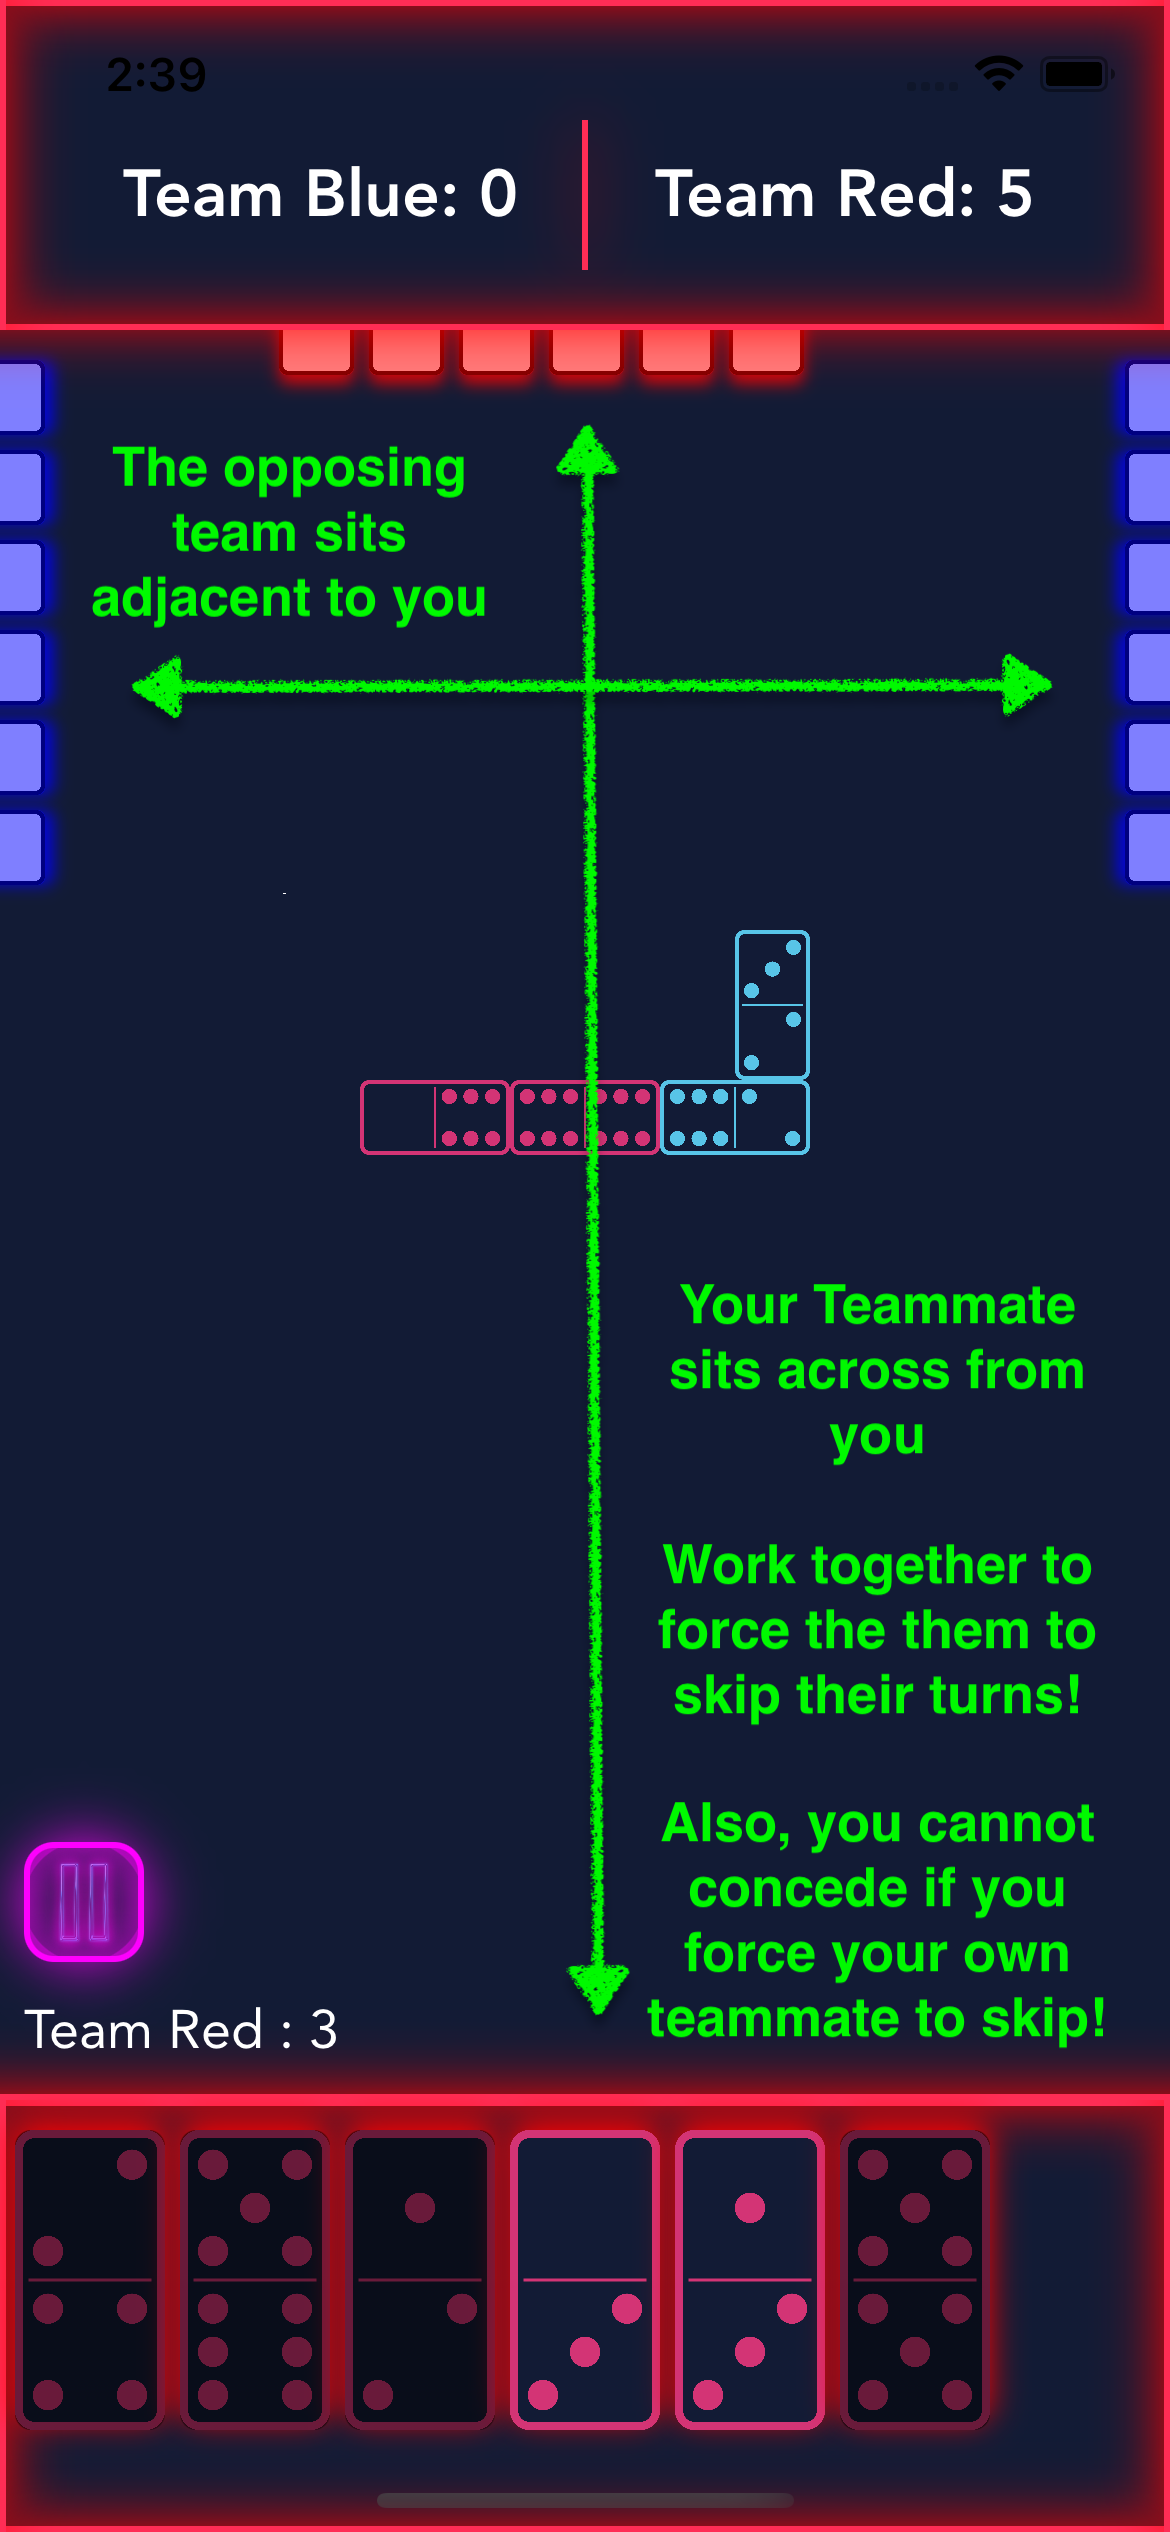 2:39
Team Blue: 0
Team Red: 5
The opposing
team sits
adjacent to you
Your Teammate
sits across from
you
Work together to
force the them to
skip their turns!
Also, you cannot
concede if you
force your own
teammate to skip!
Team Red : 3